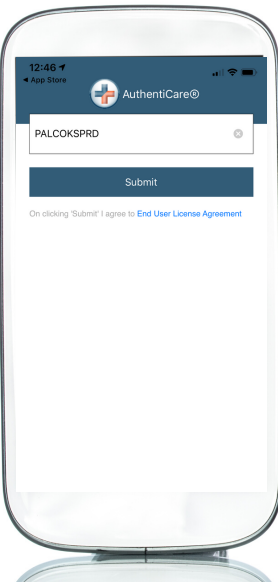 12:46
◀ App Store
AuthentiCare®
PALCOKSPRD
Submit
On clicking 'Submit' I agree to End User License Agreement